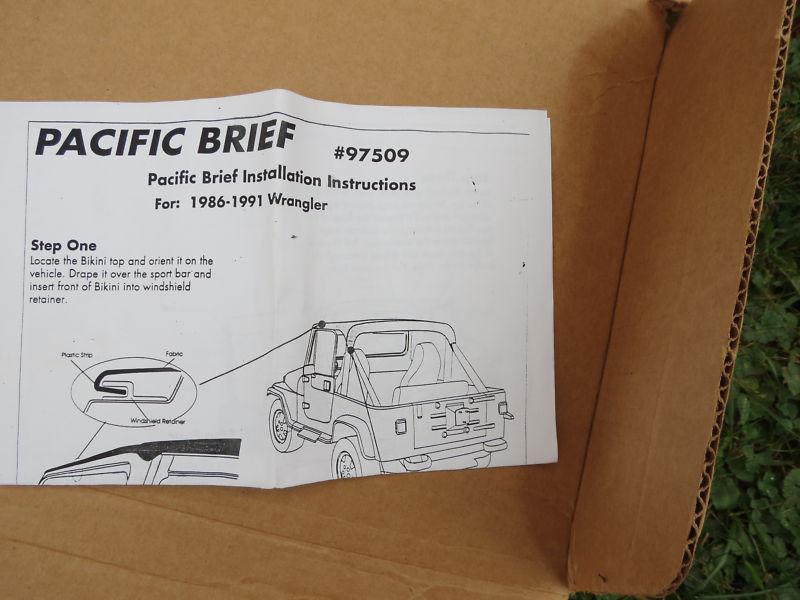 PACIFIC BRIEF
#97509
Pacific Brief Installation Instructions
For: 1986-1991 Wrangler
Step One
Locate the Bikini top and orient it on the
vehicle. Drape it over the sport bar and
insert front of Bikini into windshield
retainer.
Plastic Strip
Fabric
Windshield Retainer